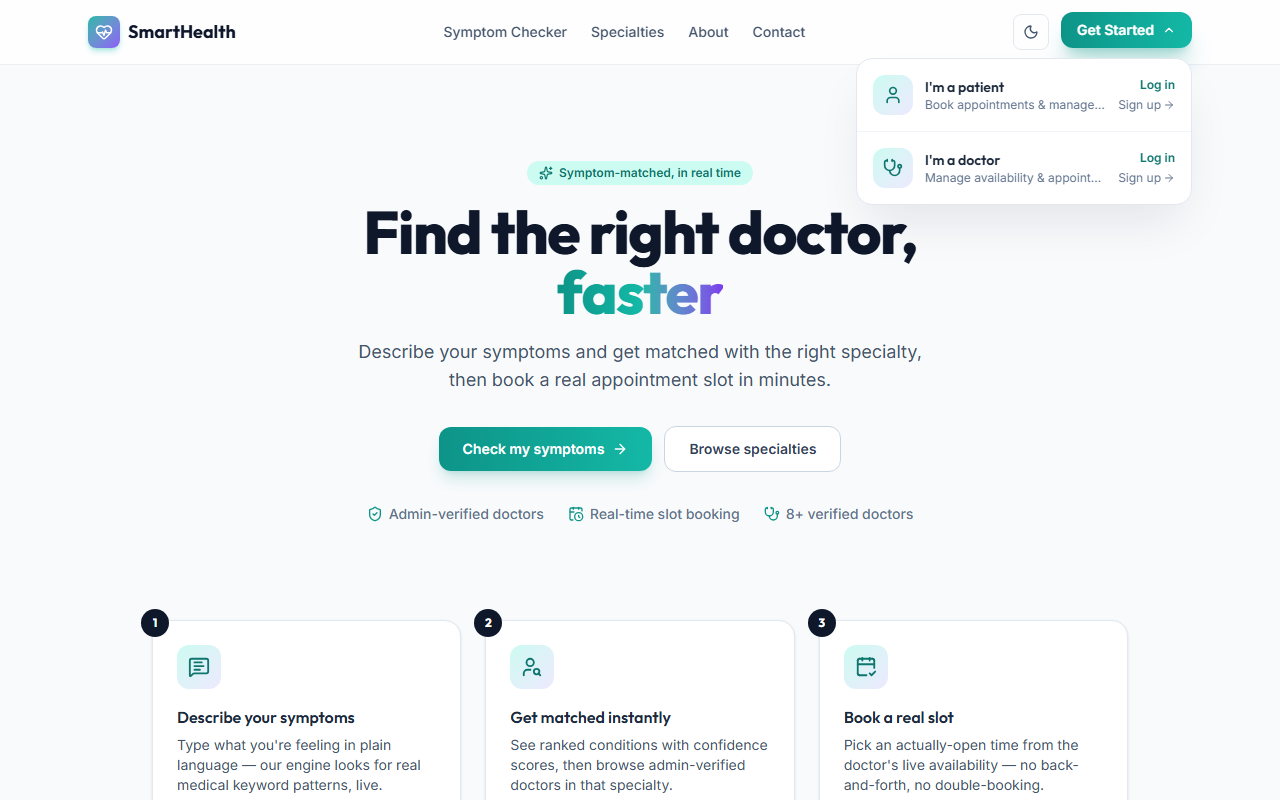 SmartHealth
Symptom Checker
Specialties
About
Contact
Get Started
I'm a patient
Log in
Book appointments & manage...
Sign up →
I'm a doctor
Log in
Manage availability & appoint...
Sign up →
Symptom-matched, in real time
Find the right doctor,
faster
Describe your symptoms and get matched with the right specialty,
then book a real appointment slot in minutes.
Check my symptoms →
Browse specialties
Admin-verified doctors
Real-time slot booking
8+ verified doctors
1
Describe your symptoms
Type what you're feeling in plain
language — our engine looks for real
medical keyword patterns, live.
2
Get matched instantly
See ranked conditions with confidence
scores, then browse admin-verified
doctors in that specialty.
3
Book a real slot
Pick an actually-open time from the
doctor's live availability — no back-
and-forth, no double-booking.